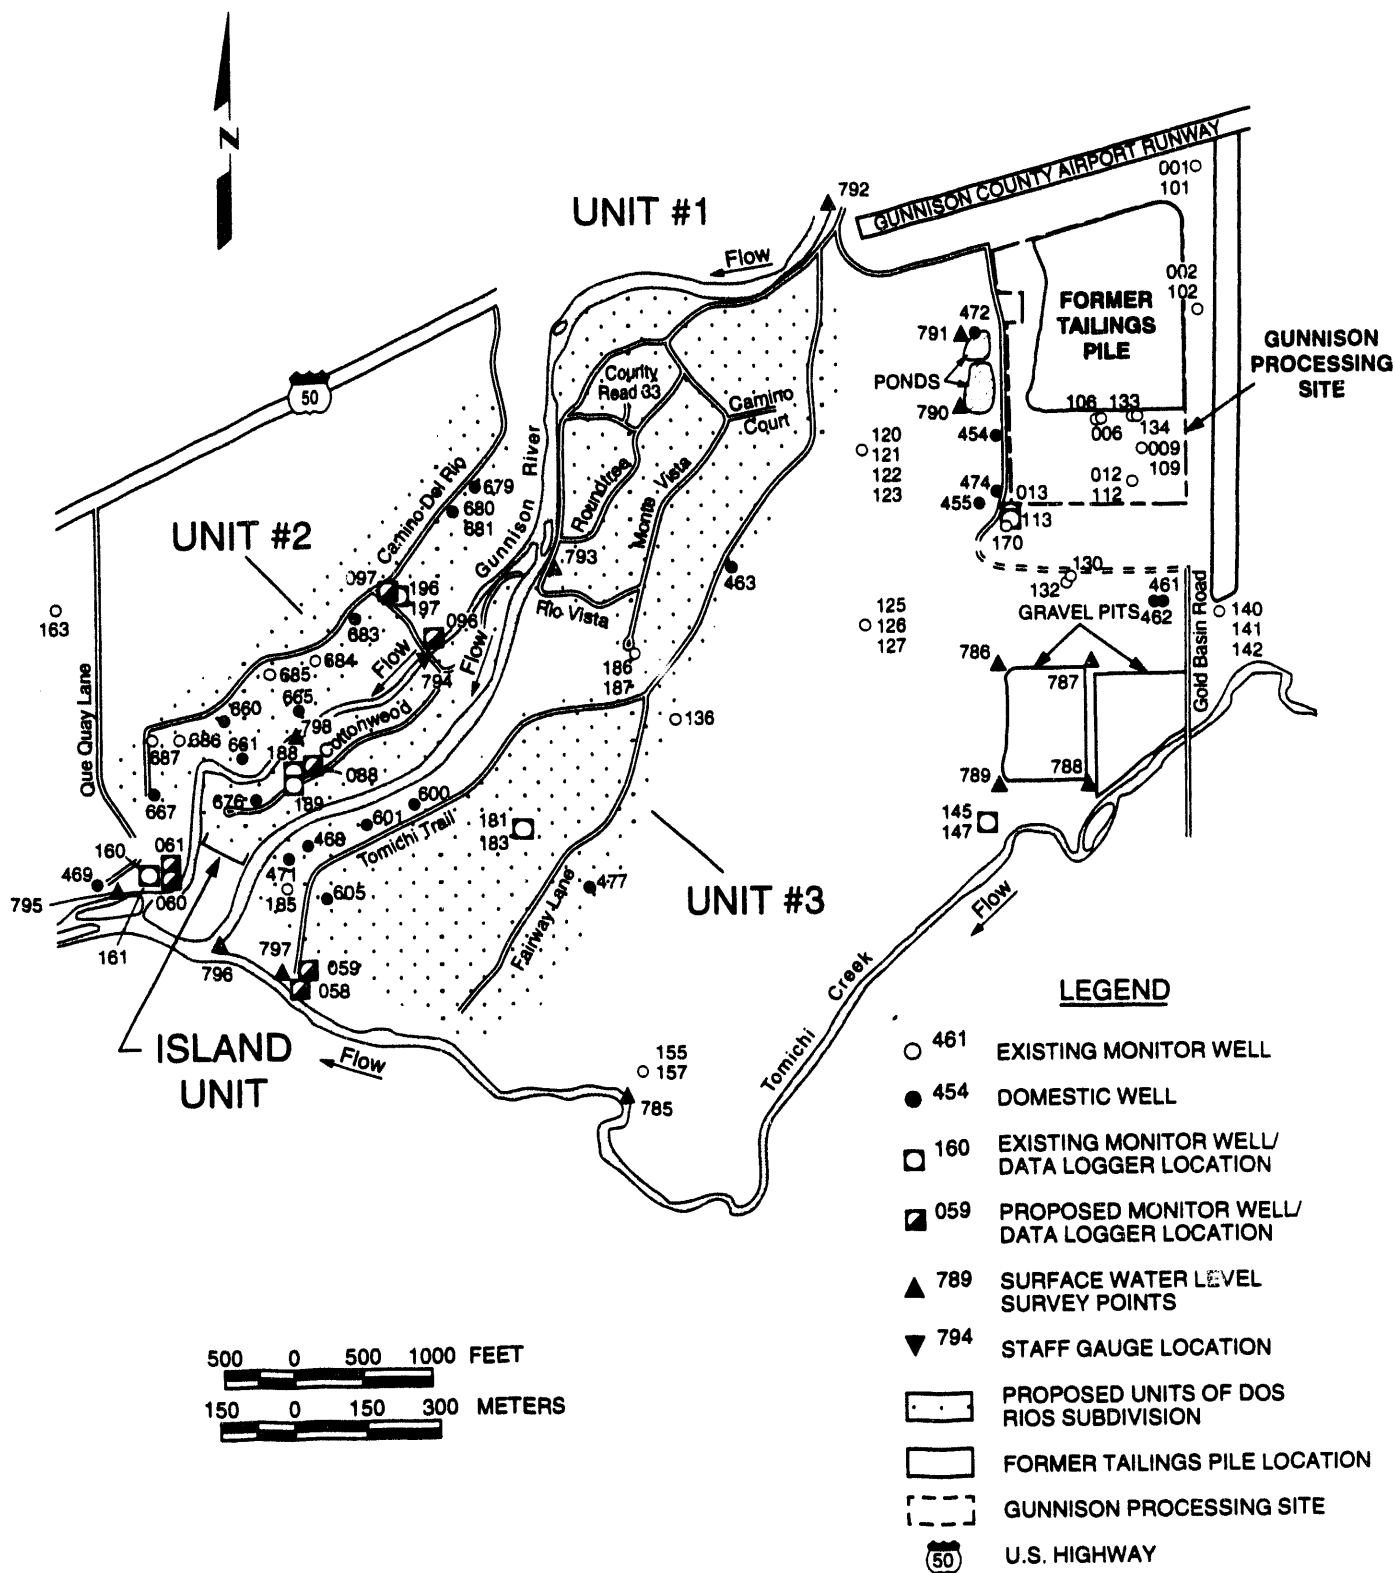 N
UNIT #1
792
GUNNISON COUNTY AIRPORT RUNWAY
001
101
Flow
002
102
FORMER
TAILINGS
PILE
GUNNISON
PROCESSING
SITE
472
791
PONDS
790
50
County
Road 33
Camino
Court
106
133
006
134
009
109
012
112
454
474
455
013
113
170
120
121
122
123
Gunnison River
Roundtree
Monte Vista
Camino Del Rio
679
680
681
UNIT #2
793
463
Rio Vista
097
196
197
096
130
132
461
462
GRAVEL PITS
125
126
127
140
141
142
Gold Basin Road
163
683
684
685
Flow
Flow
794
186
187
786
787
136
Que Quay Lane
660
665
798
686
687
661
188
Cottonwood
088
189
676
667
789
788
600
601
468
Tomichi Trail
181
183
145
147
160
061
469
795
060
161
471
185
605
477
Fairway Lane
UNIT #3
Flow
796
797
059
058
ISLAND
UNIT
Flow
155
157
785
Tomichi Creek
LEGEND
461 EXISTING MONITOR WELL
454 DOMESTIC WELL
160 EXISTING MONITOR WELL/
DATA LOGGER LOCATION
059 PROPOSED MONITOR WELL/
DATA LOGGER LOCATION
789 SURFACE WATER LEVEL
SURVEY POINTS
794 STAFF GAUGE LOCATION
PROPOSED UNITS OF DOS
RIOS SUBDIVISION
FORMER TAILINGS PILE LOCATION
GUNNISON PROCESSING SITE
50 U.S. HIGHWAY
500 0 500 1000 FEET
150 0 150 300 METERS